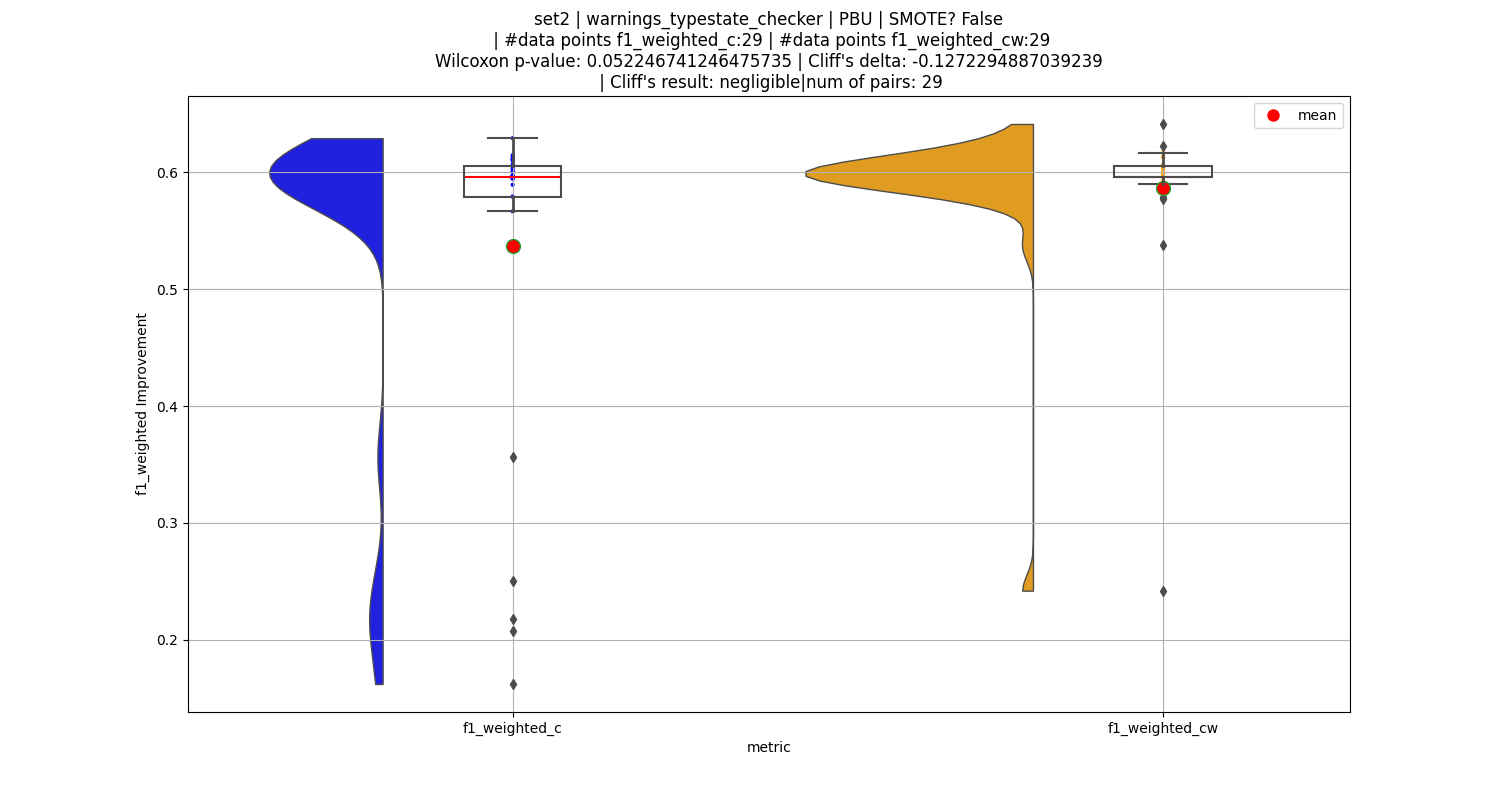 set2 | warnings_typestate_checker | PBU | SMOTE? False
| #data points f1_weighted_c:29 | #data points f1_weighted_cw:29
Wilcoxon p-value: 0.052246741246475735 | Cliff's delta: -0.1272294887039239
| Cliff's result: negligible|num of pairs: 29
mean
0.6
0.5
0.4
0.3
0.2
f1_weighted Improvement
f1_weighted_c
f1_weighted_cw
metric